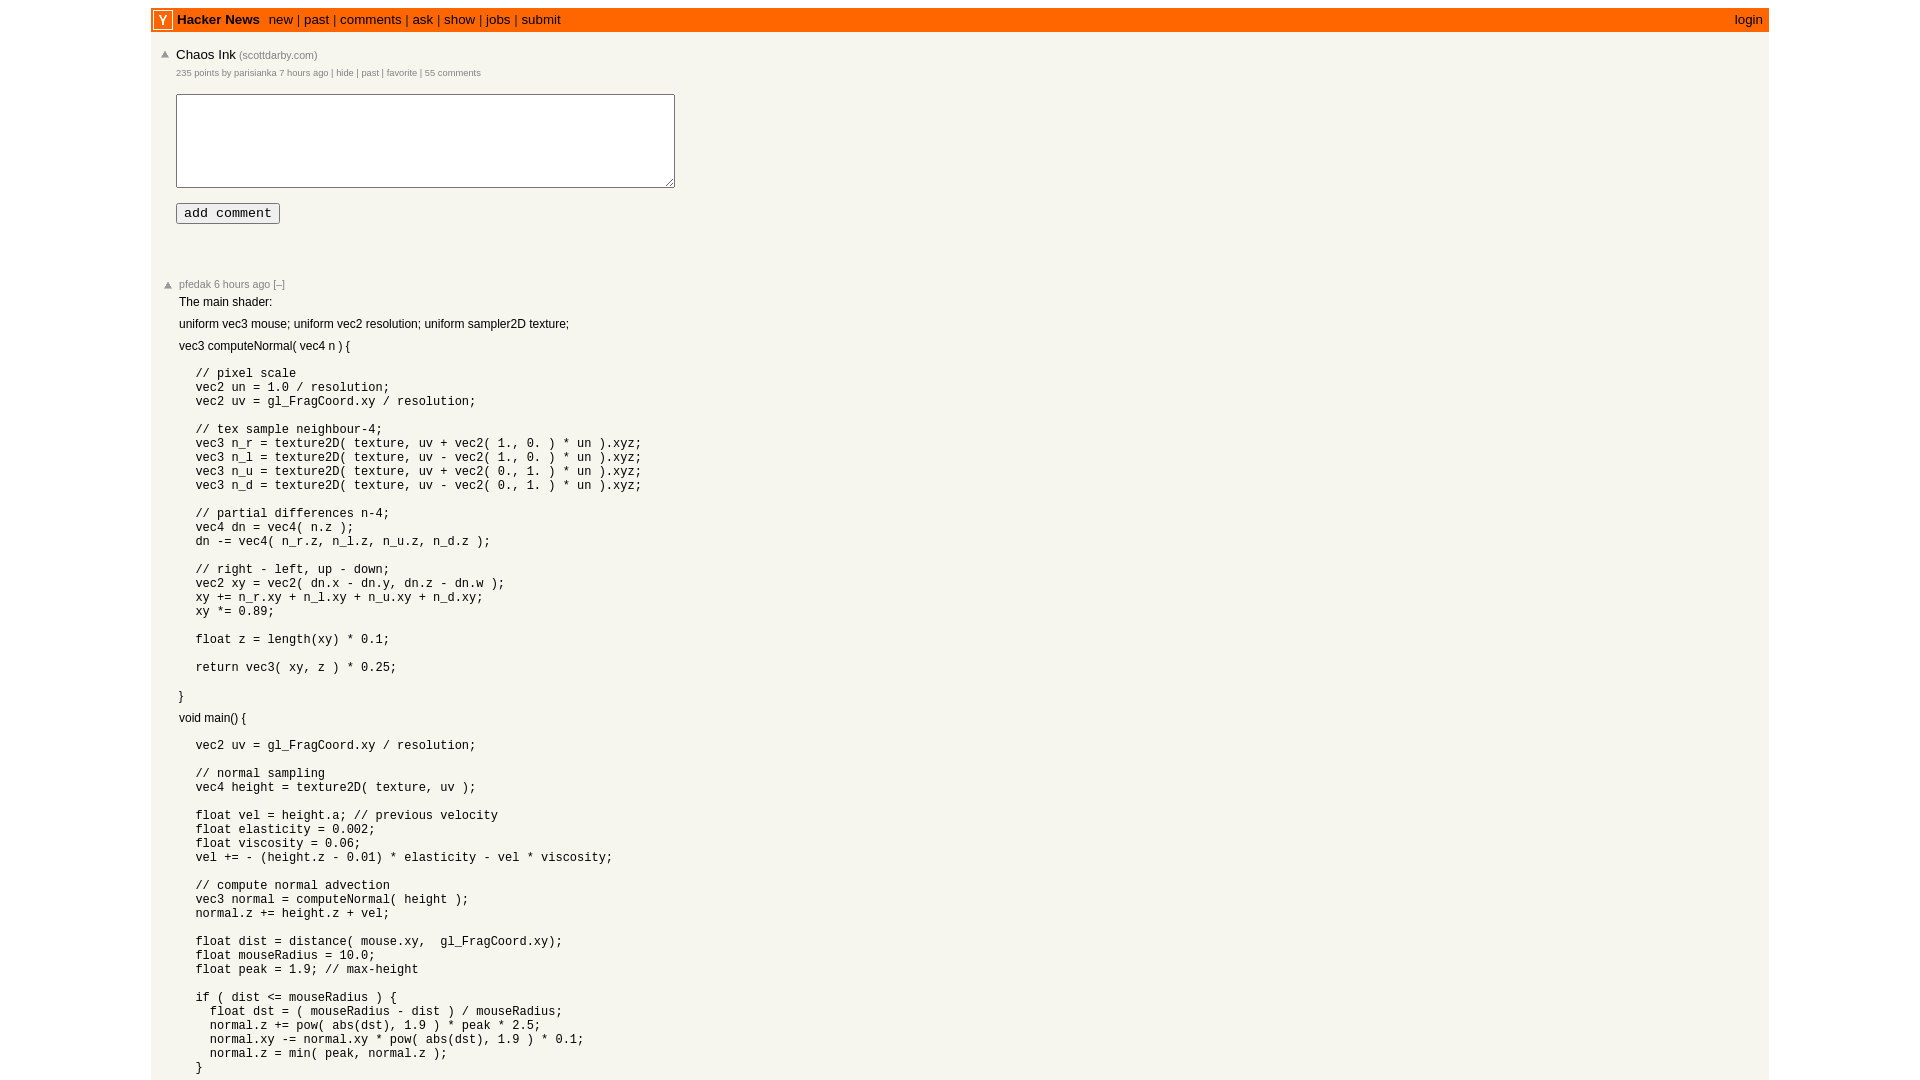 Y Hacker News new | past | comments | ask | show | jobs | submit login
Chaos Ink (scottdarby.com)
235 points by parisianka 7 hours ago | hide | past | favorite | 55 comments
add comment
pfedak 6 hours ago [–]
The main shader:
uniform vec3 mouse; uniform vec2 resolution; uniform sampler2D texture;
vec3 computeNormal( vec4 n ) {
// pixel scale
vec2 un = 1.0 / resolution;
vec2 uv = gl_FragCoord.xy / resolution;
// tex sample neighbour-4;
vec3 n_r = texture2D( texture, uv + vec2( 1., 0. ) * un ).xyz;
vec3 n_l = texture2D( texture, uv - vec2( 1., 0. ) * un ).xyz;
vec3 n_u = texture2D( texture, uv + vec2( 0., 1. ) * un ).xyz;
vec3 n_d = texture2D( texture, uv - vec2( 0., 1. ) * un ).xyz;
// partial differences n-4;
vec4 dn = vec4( n.z );
dn -= vec4( n_r.z, n_l.z, n_u.z, n_d.z );
// right - left, up - down;
vec2 xy = vec2( dn.x - dn.y, dn.z - dn.w );
xy += n_r.xy + n_l.xy + n_u.xy + n_d.xy;
xy *= 0.89;
float z = length(xy) * 0.1;
return vec3( xy, z ) * 0.25;
}
void main() {
vec2 uv = gl_FragCoord.xy / resolution;
// normal sampling
vec4 height = texture2D( texture, uv );
float vel = height.a; // previous velocity
float elasticity = 0.002;
float viscosity = 0.06;
vel += - (height.z - 0.01) * elasticity - vel * viscosity;
// compute normal advection
vec3 normal = computeNormal( height );
normal.z += height.z + vel;
float dist = distance( mouse.xy,  gl_FragCoord.xy);
float mouseRadius = 10.0;
float peak = 1.9; // max-height
if ( dist <= mouseRadius ) {
float dst = ( mouseRadius - dist ) / mouseRadius;
normal.z += pow( abs(dst), 1.9 ) * peak * 2.5;
normal.xy -= normal.xy * pow( abs(dst), 1.9 ) * 0.1;
normal.z = min( peak, normal.z );
}